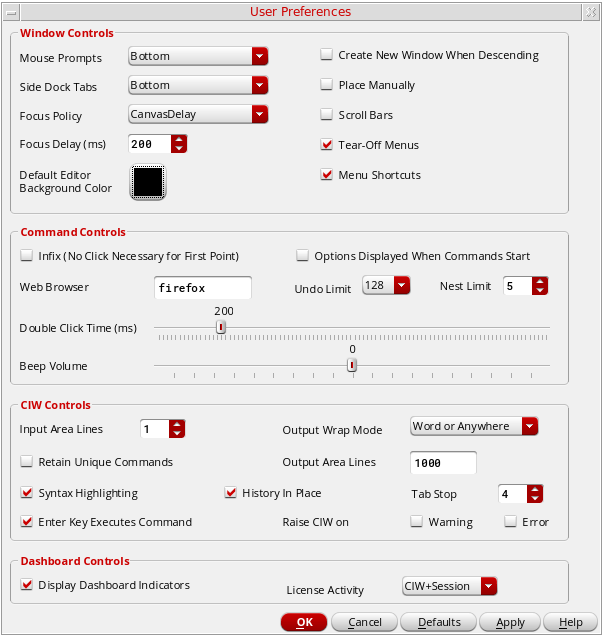 User Preferences
Window Controls
Mouse Prompts Bottom Create New Window When Descending
Side Dock Tabs Bottom Place Manually
Focus Policy CanvasDelay Scroll Bars
Focus Delay (ms) 200 Tear-Off Menus
Default Editor
Background Color Menu Shortcuts
Command Controls
Infix (No Click Necessary for First Point) Options Displayed When Commands Start
Web Browser firefox Undo Limit 128 Nest Limit 5
200
Double Click Time (ms)
0
Beep Volume
CIW Controls
Input Area Lines 1 Output Wrap Mode Word or Anywhere
Retain Unique Commands Output Area Lines 1000
Syntax Highlighting History In Place Tab Stop 4
Enter Key Executes Command Raise CIW on Warning Error
Dashboard Controls
Display Dashboard Indicators License Activity CIW+Session
OK Cancel Defaults Apply Help